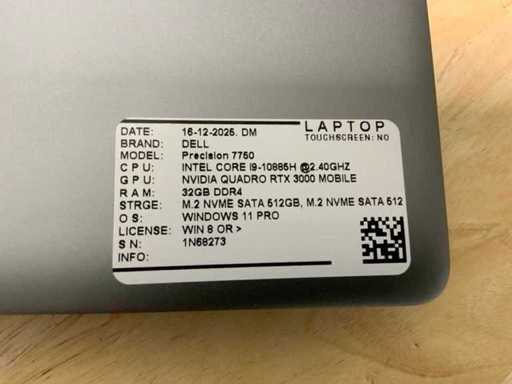 LAPTOP
TOUCHSCREEN: NO
DATE: 16-12-2025. DM
BRAND: DELL
MODEL: Precision 7750
CPU: INTEL CORE I9-10885H @2.40GHZ
GPU: NVIDIA QUADRO RTX 3000 MOBILE
RAM: 32GB DDR4
STRGE: M.2 NVME SATA 512GB, M.2 NVME SATA 512
OS: WINDOWS 11 PRO
LICENSE: WIN 8 OR >
SN: 1N68273
INFO: